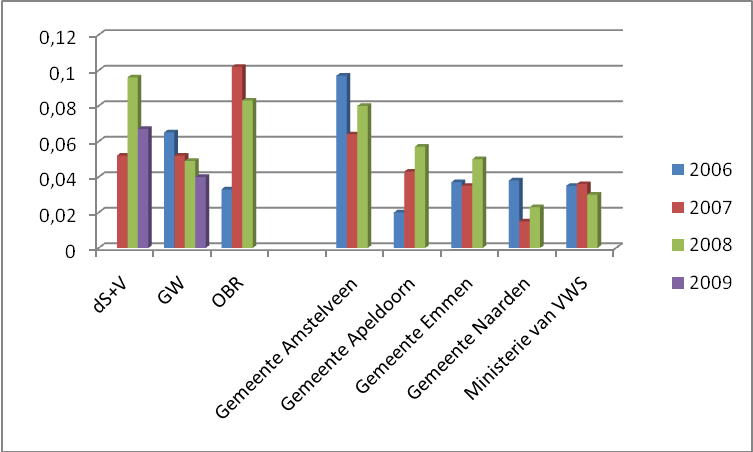 0,12
0,1
0,08
0,06
0,04
0,02
0
dS+V
GW
OBR
Gemeente Amstelveen
Gemeente Apeldoorn
Gemeente Emmen
Gemeente Naarden
Ministerie van VWS
2006
2007
2008
2009